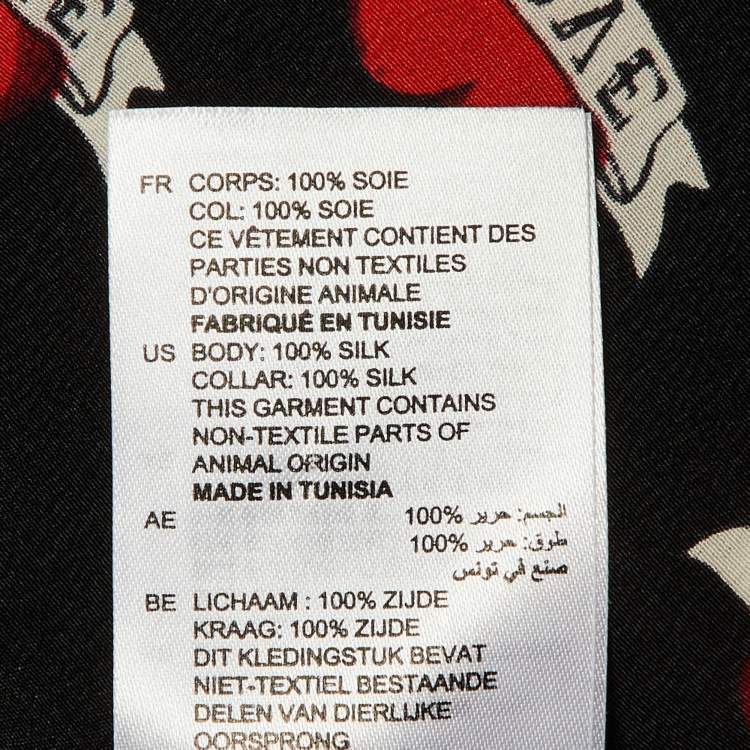 FR CORPS: 100% SOIE
COL: 100% SOIE
CE VÊTEMENT CONTIENT DES
PARTIES NON TEXTILES
D'ORIGINE ANIMALE
FABRIQUÉ EN TUNISIE
US BODY: 100% SILK
COLLAR: 100% SILK
THIS GARMENT CONTAINS
NON-TEXTILE PARTS OF
ANIMAL ORIGIN
MADE IN TUNISIA
AE الجسم: حرير %100
طوق: حرير %100
صنع في تونس
BE LICHAAM : 100% ZIJDE
KRAAG: 100% ZIJDE
DIT KLEDINGSTUK BEVAT
NIET-TEXTIEL BESTAANDE
DELEN VAN DIERLIJKE
OORSPRONG